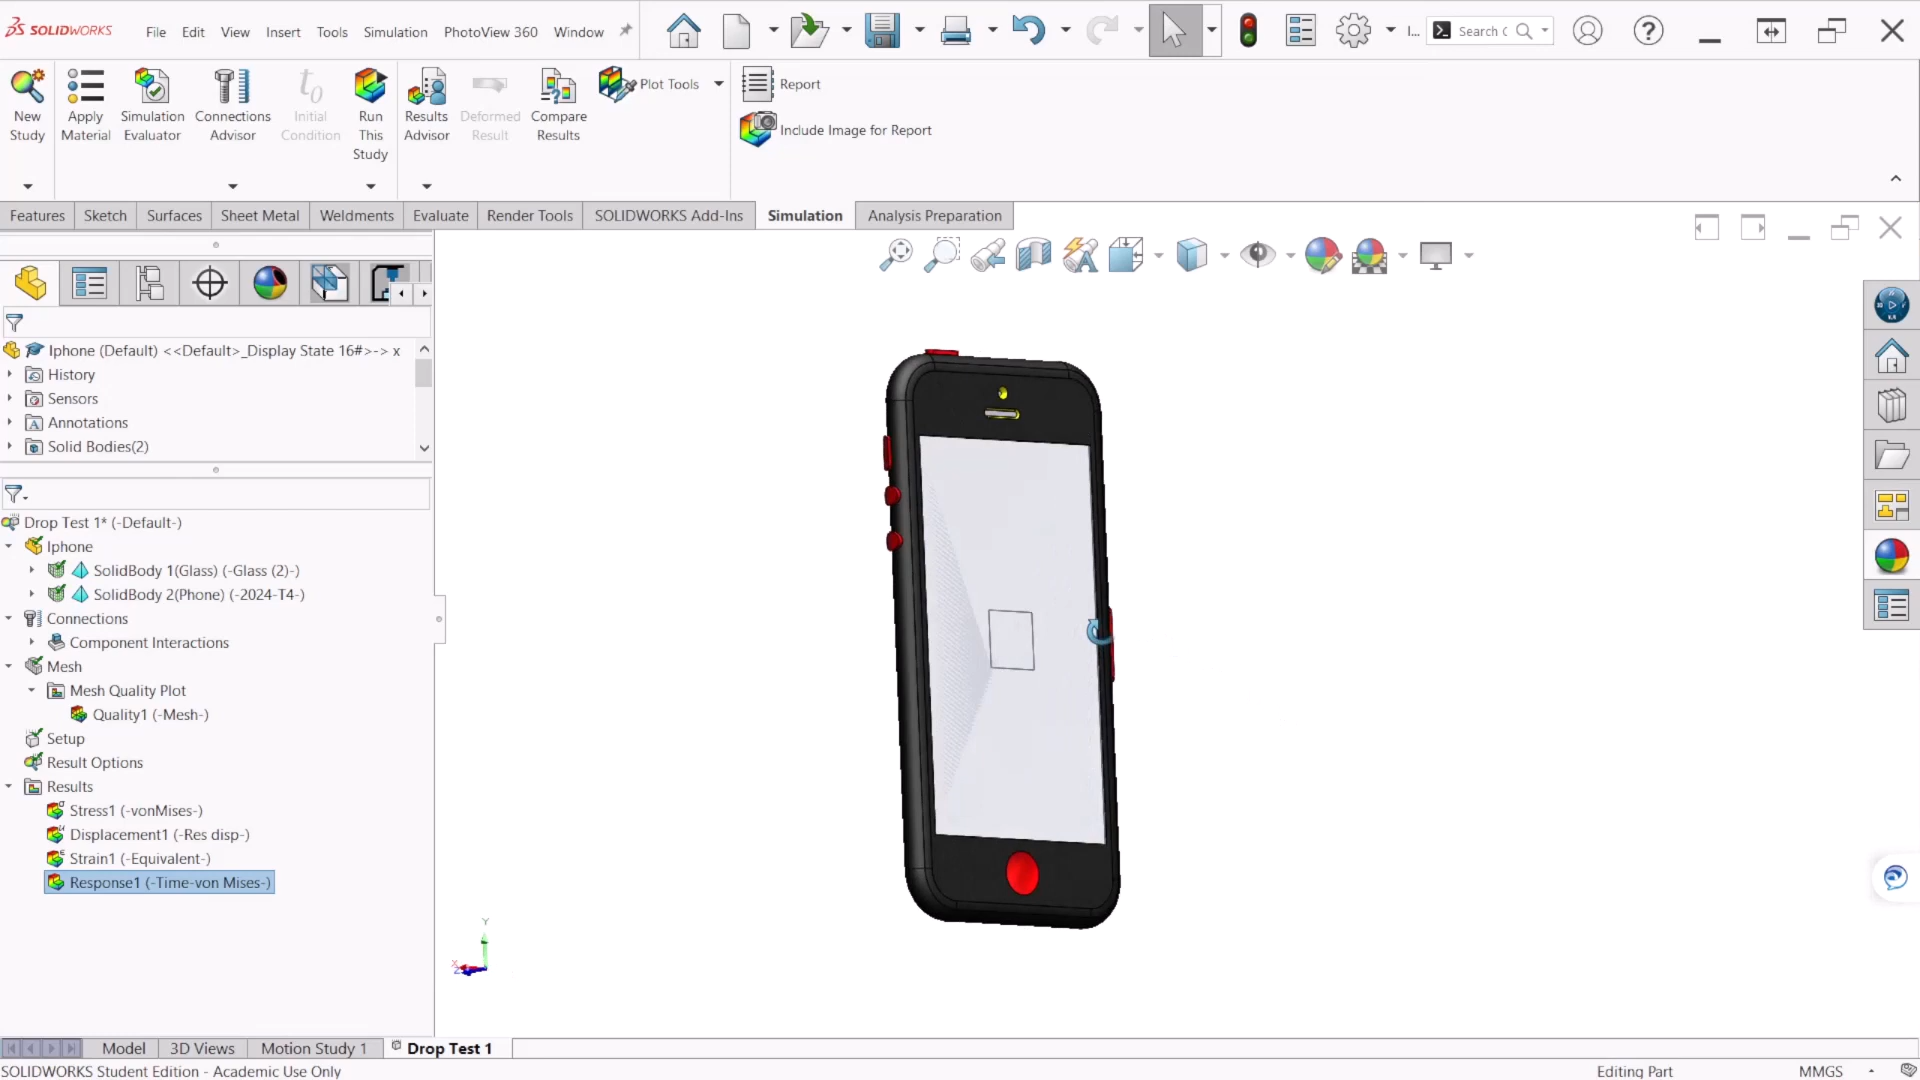 SOLIDWORKS
File Edit View Insert Tools Simulation PhotoView 360 Window
I... Search
New Study
Apply Material
Simulation Evaluator
Connections Advisor
Initial Condition
Run This Study
Results Advisor
Deformed Result
Compare Results
Plot Tools
Report
Include Image for Report
Features Sketch Surfaces Sheet Metal Weldments Evaluate Render Tools SOLIDWORKS Add-Ins Simulation Analysis Preparation
Iphone (Default) <<Default>_Display State 16#>-> x
History
Sensors
Annotations
Solid Bodies(2)
Drop Test 1* (-Default-)
Iphone
SolidBody 1(Glass) (-Glass (2)-)
SolidBody 2(Phone) (-2024-T4-)
Connections
Component Interactions
Mesh
Mesh Quality Plot
Quality1 (-Mesh-)
Setup
Result Options
Results
Stress1 (-vonMises-)
Displacement1 (-Res disp-)
Strain1 (-Equivalent-)
Response1 (-Time-von Mises-)
Y
X
Z
Model 3D Views Motion Study 1 Drop Test 1
SOLIDWORKS Student Edition - Academic Use Only
Editing Part MMGS